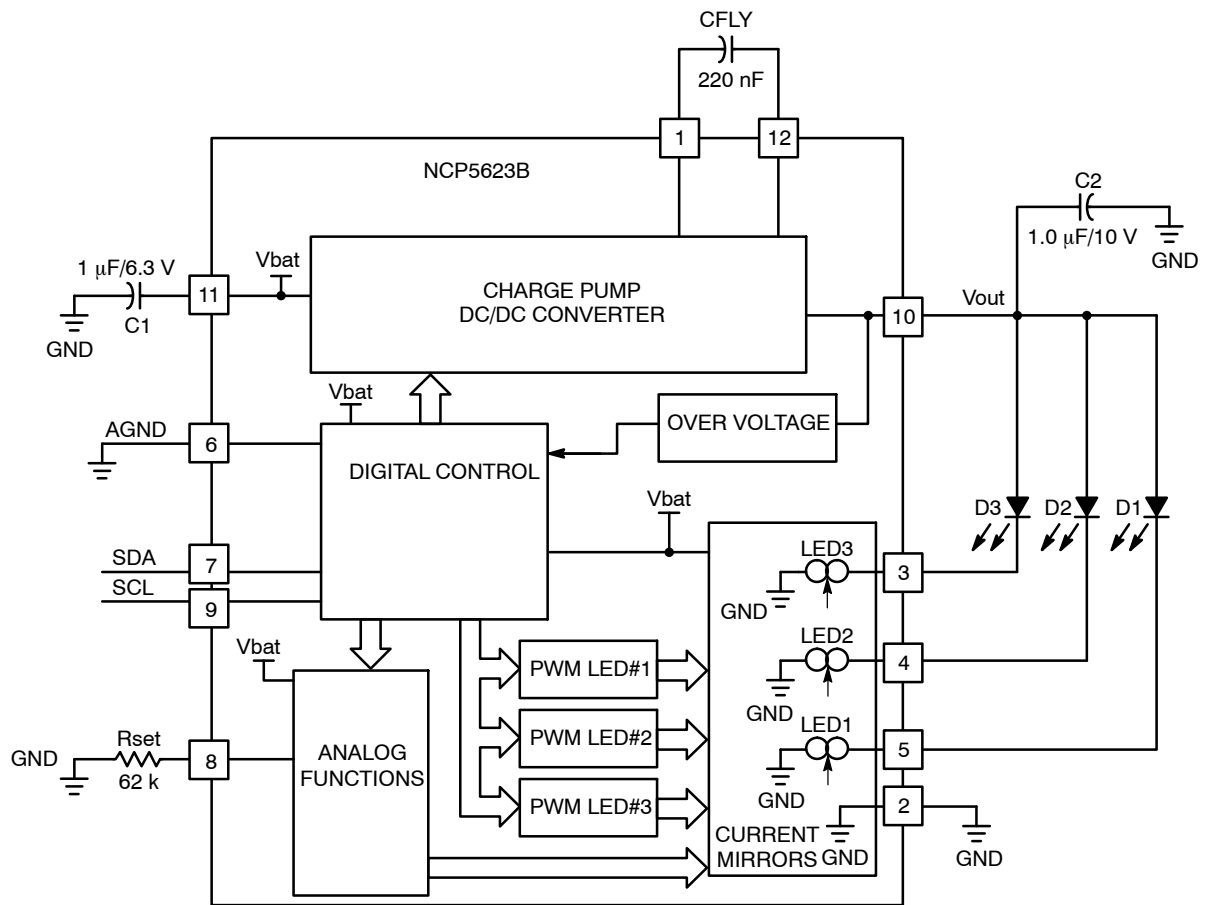 CFLY
220 nF
1
12
NCP5623B
C2
1.0 μF/10 V
GND
1 μF/6.3 V
Vbat
11
C1
GND
CHARGE PUMP
DC/DC CONVERTER
Vout
10
Vbat
AGND
6
DIGITAL CONTROL
OVER VOLTAGE
Vbat
D3
D2
D1
SDA
7
SCL
9
LED3
3
GND
LED2
4
GND
LED1
5
GND
Vbat
PWM LED#1
PWM LED#2
PWM LED#3
GND
Rset
62 k
8
ANALOG
FUNCTIONS
2
CURRENT
MIRRORS
GND
GND